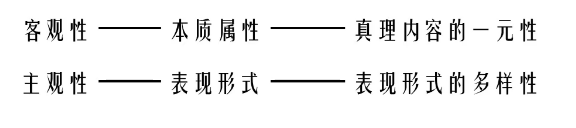 客观性 —— 本质属性 —— 真理内容的一元性
主观性 —— 表现形式 —— 表现形式的多样性